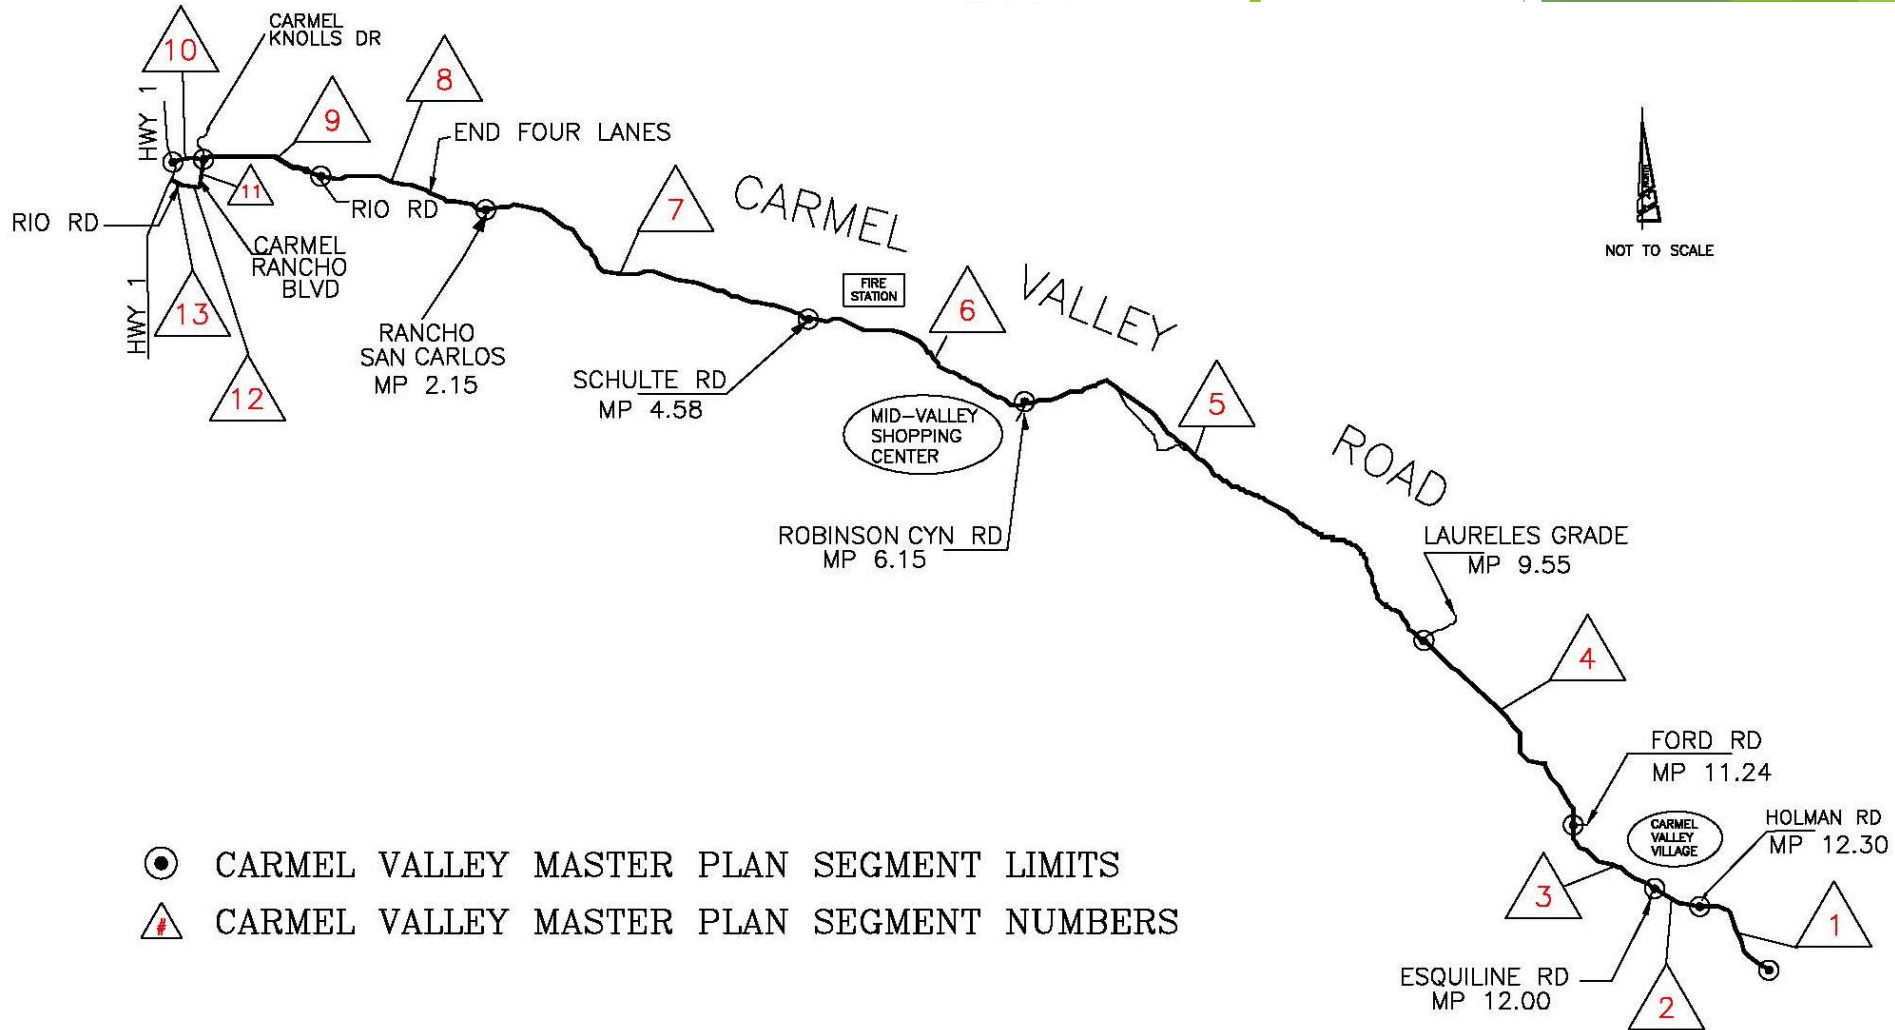 10
CARMEL
KNOLLS DR
8
HWY 1
9
END FOUR LANES
11
RIO RD
RIO RD
7
CARMEL
VALLEY
ROAD
NOT TO SCALE
CARMEL
RANCHO
BLVD
HWY 1
13
12
RANCHO
SAN CARLOS
MP 2.15
FIRE
STATION
6
SCHULTE RD
MP 4.58
MID-VALLEY
SHOPPING
CENTER
5
ROBINSON CYN RD
MP 6.15
LAURELES GRADE
MP 9.55
4
FORD RD
MP 11.24
CARMEL
VALLEY
VILLAGE
HOLMAN RD
MP 12.30
3
1
ESQUILINE RD
MP 12.00
2
CARMEL VALLEY MASTER PLAN SEGMENT LIMITS
# CARMEL VALLEY MASTER PLAN SEGMENT NUMBERS